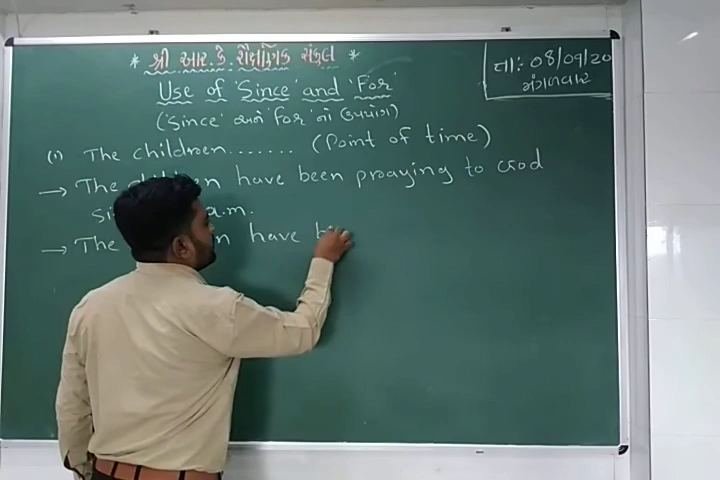 * શ્રી આર.કે.શૈક્ષણિક સંકુલ *
તા: 08/09/20
મંગળવાર
Use of 'Since' and 'For'
('Since' અને 'For' નો ઉપયોગ)
(1) The children....... (Point of time)
→ The children have been praying to God
a.m.
→ The have